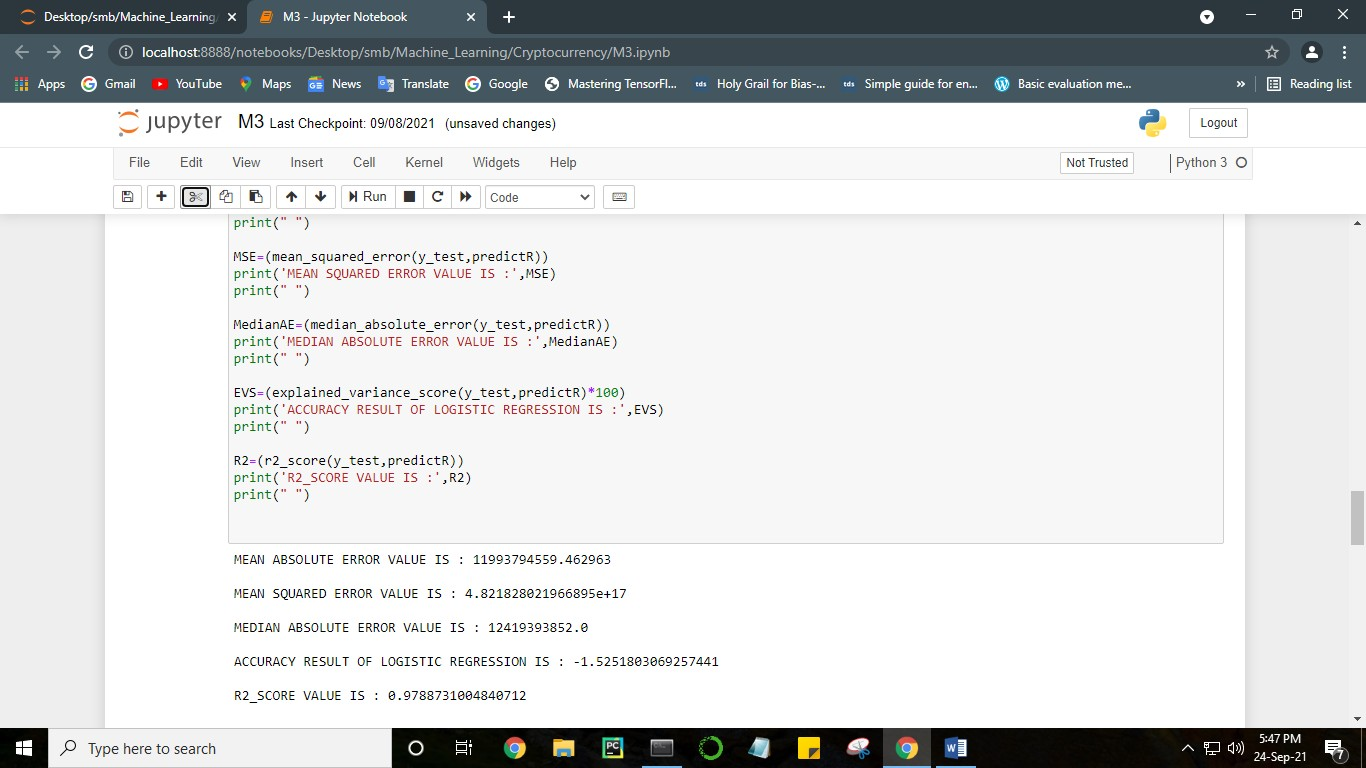 Desktop/smb/Machine_Learning
M3 - Jupyter Notebook
localhost:8888/notebooks/Desktop/smb/Machine_Learning/Cryptocurrency/M3.ipynb
Apps Gmail YouTube Maps News Translate Google Mastering TensorFl... Holy Grail for Bias-... Simple guide for en... Basic evaluation me... » Reading list
jupyter M3 Last Checkpoint: 09/08/2021 (unsaved changes) Logout
File Edit View Insert Cell Kernel Widgets Help Not Trusted Python 3
Run Code
print(" ")
MSE=(mean_squared_error(y_test,predictR))
print('MEAN SQUARED ERROR VALUE IS :',MSE)
print(" ")
MedianAE=(median_absolute_error(y_test,predictR))
print('MEDIAN ABSOLUTE ERROR VALUE IS :',MedianAE)
print(" ")
EVS=(explained_variance_score(y_test,predictR)*100)
print('ACCURACY RESULT OF LOGISTIC REGRESSION IS :',EVS)
print(" ")
R2=(r2_score(y_test,predictR))
print('R2_SCORE VALUE IS :',R2)
print(" ")
MEAN ABSOLUTE ERROR VALUE IS : 11993794559.462963
MEAN SQUARED ERROR VALUE IS : 4.821828021966895e+17
MEDIAN ABSOLUTE ERROR VALUE IS : 12419393852.0
ACCURACY RESULT OF LOGISTIC REGRESSION IS : -1.5251803069257441
R2_SCORE VALUE IS : 0.9788731004840712
Type here to search
5:47 PM
24-Sep-21
7